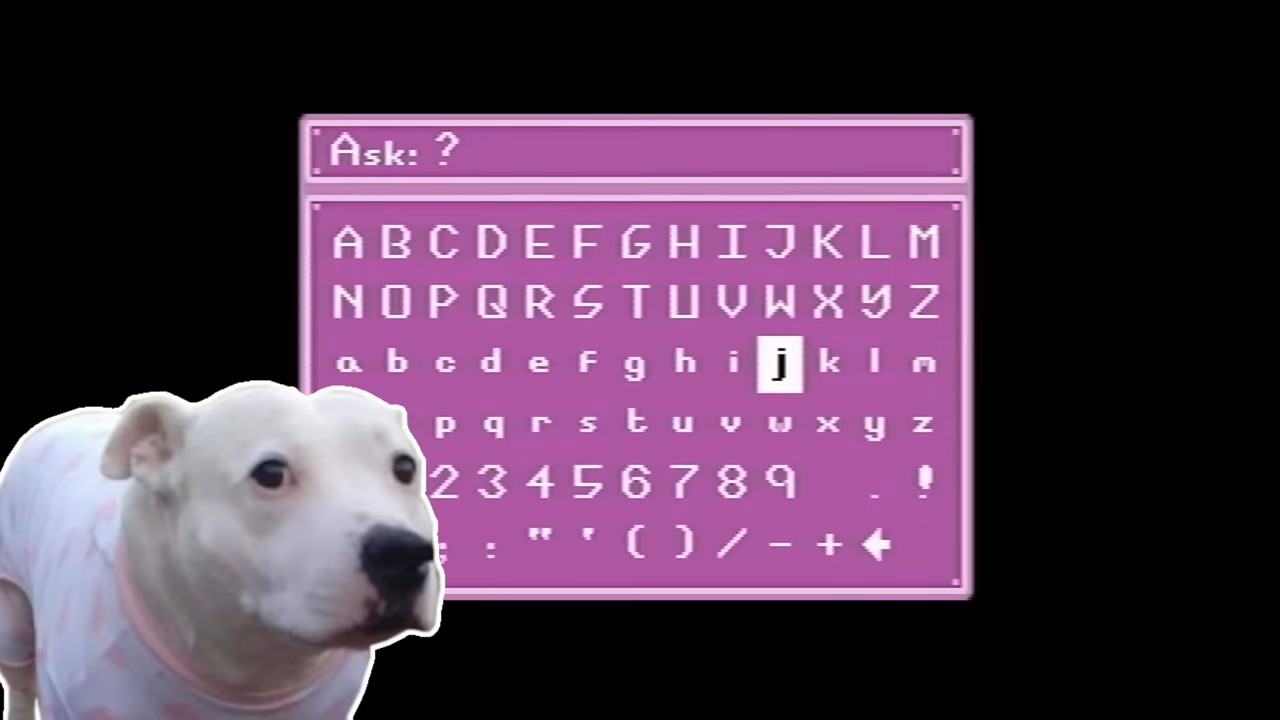 Ask: ?
A B C D E F G H I J K L M
N O P Q R S T U V W X Y Z
a b c d e f g h i j k l m
p q r s t u v w x y z
2 3 4 5 6 7 8 9 . !
; : " ' ( ) / - + ←